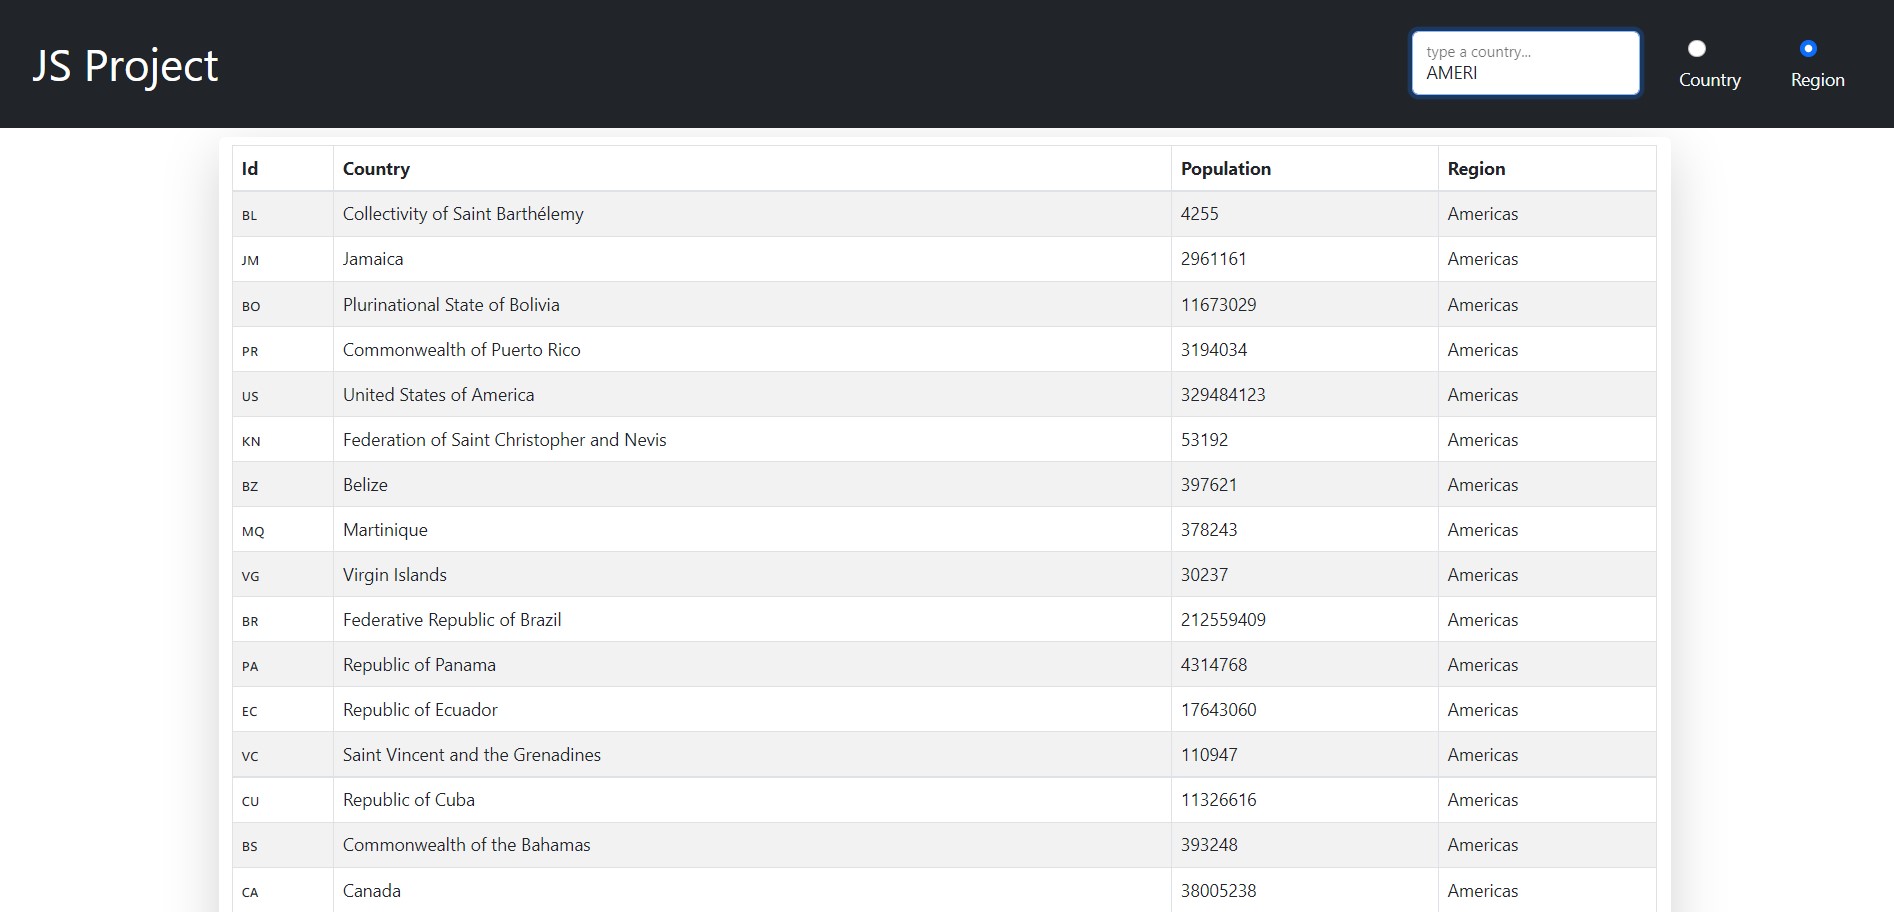 JS Project
type a country...
AMERI
Country
Region
Id Country Population Region
BL Collectivity of Saint Barthélemy 4255 Americas
JM Jamaica 2961161 Americas
BO Plurinational State of Bolivia 11673029 Americas
PR Commonwealth of Puerto Rico 3194034 Americas
US United States of America 329484123 Americas
KN Federation of Saint Christopher and Nevis 53192 Americas
BZ Belize 397621 Americas
MQ Martinique 378243 Americas
VG Virgin Islands 30237 Americas
BR Federative Republic of Brazil 212559409 Americas
PA Republic of Panama 4314768 Americas
EC Republic of Ecuador 17643060 Americas
VC Saint Vincent and the Grenadines 110947 Americas
CU Republic of Cuba 11326616 Americas
BS Commonwealth of the Bahamas 393248 Americas
CA Canada 38005238 Americas